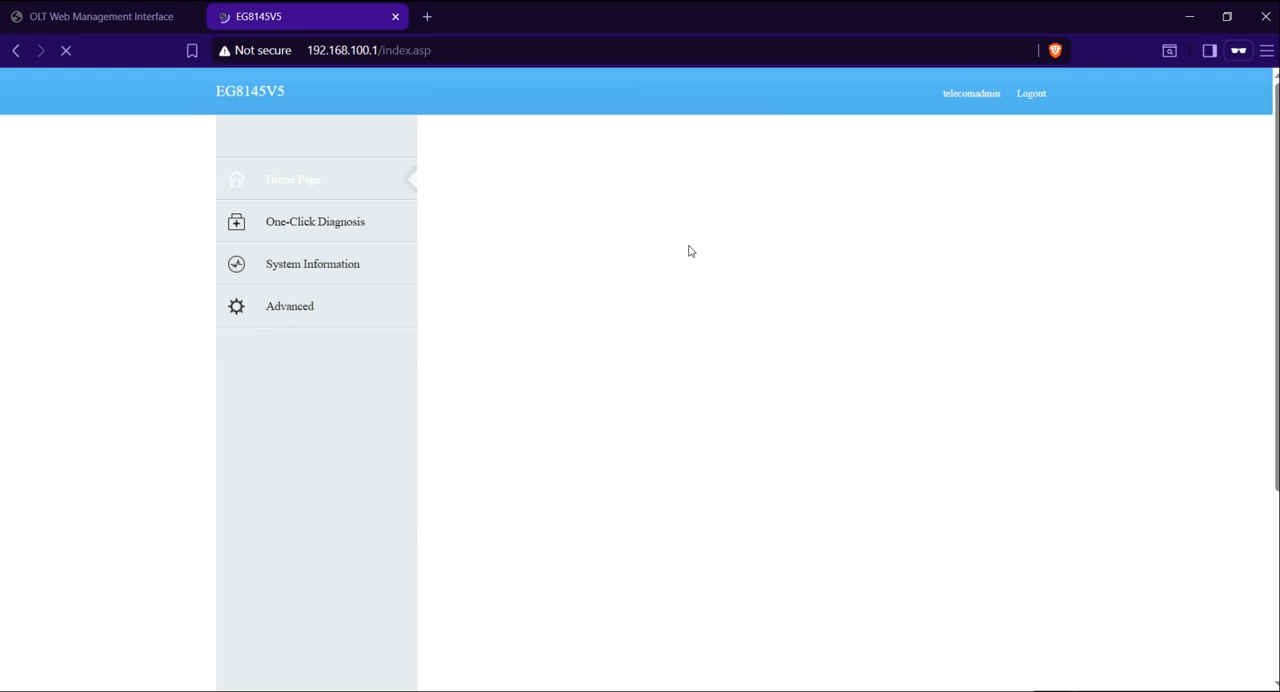 OLT Web Management Interface
EG8145V5
Not secure 192.168.100.1/index.asp
EG8145V5
telecomadmin Logout
Home Page
One-Click Diagnosis
System Information
Advanced